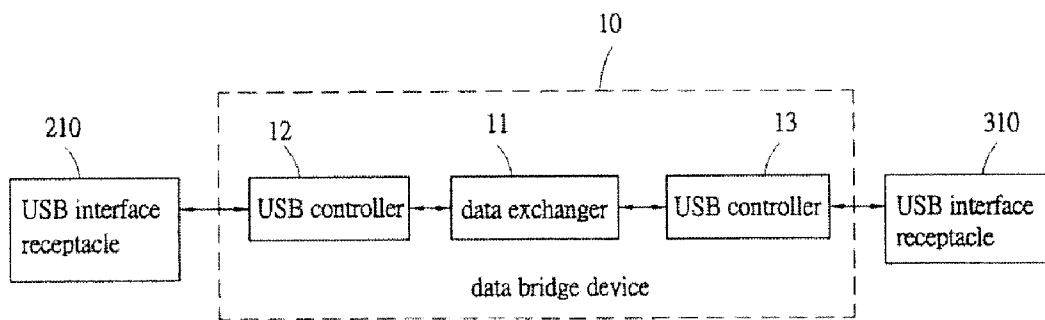 10
210
12
11
13
310
USB interface
receptacle
USB controller
data exchanger
USB controller
USB interface
receptacle
data bridge device